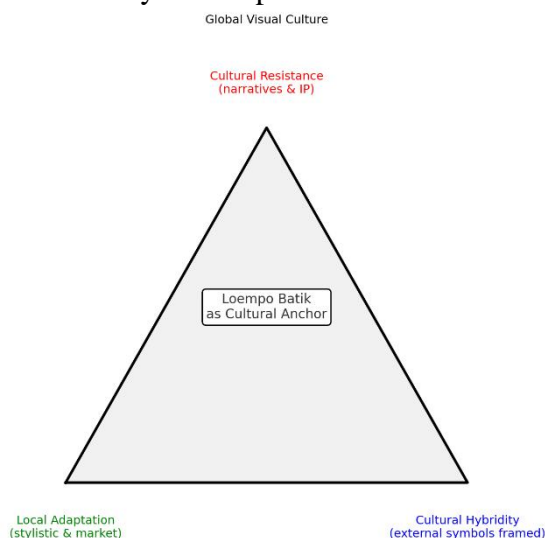 Global Visual Culture
Cultural Resistance
(narratives & IP)
Loempo Batik
as Cultural Anchor
Local Adaptation
(stylistic & market)
Cultural Hybridity
(external symbols framed)